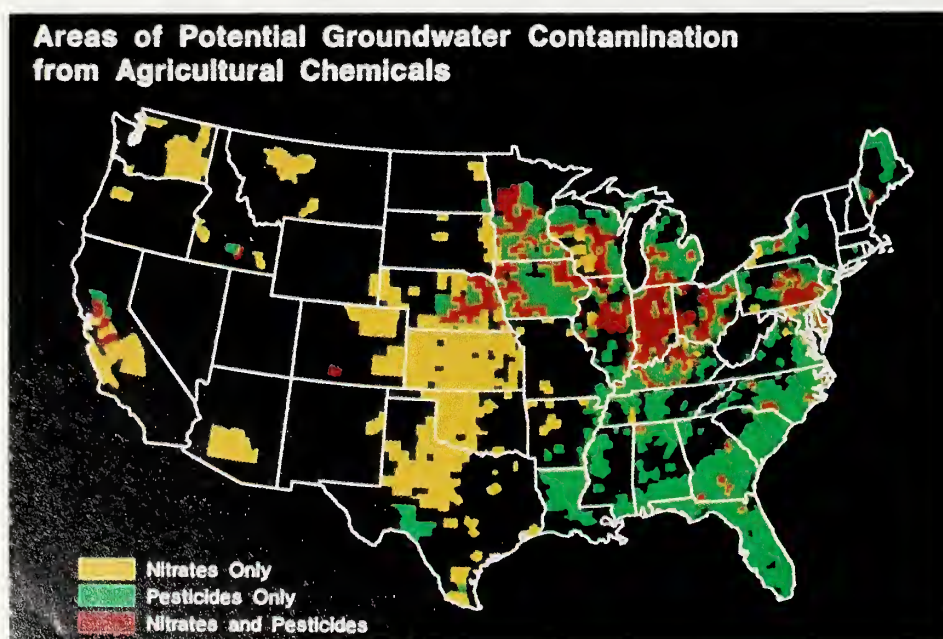 Areas of Potential Groundwater Contamination
from Agricultural Chemicals
Nitrates Only
Pesticides Only
Nitrates and Pesticides